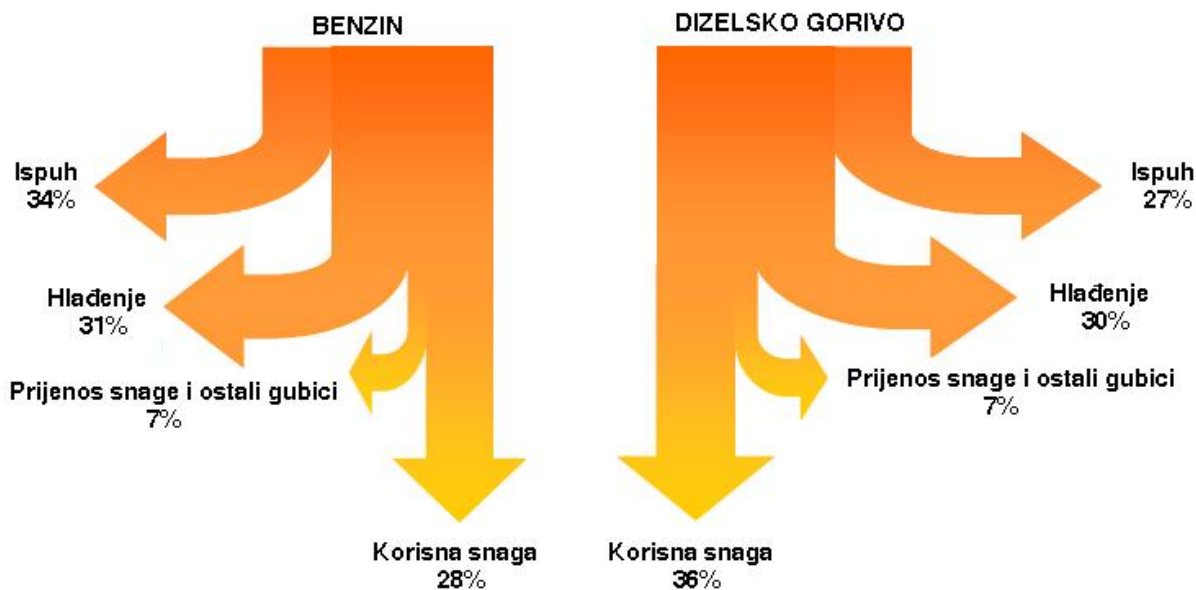 BENZIN
Ispuh
34%
Hlađenje
31%
Prijenos snage i ostali gubici
7%
Korisna snaga
28%
DIZELSKO GORIVO
Ispuh
27%
Hlađenje
30%
Prijenos snage i ostali gubici
7%
Korisna snaga
36%